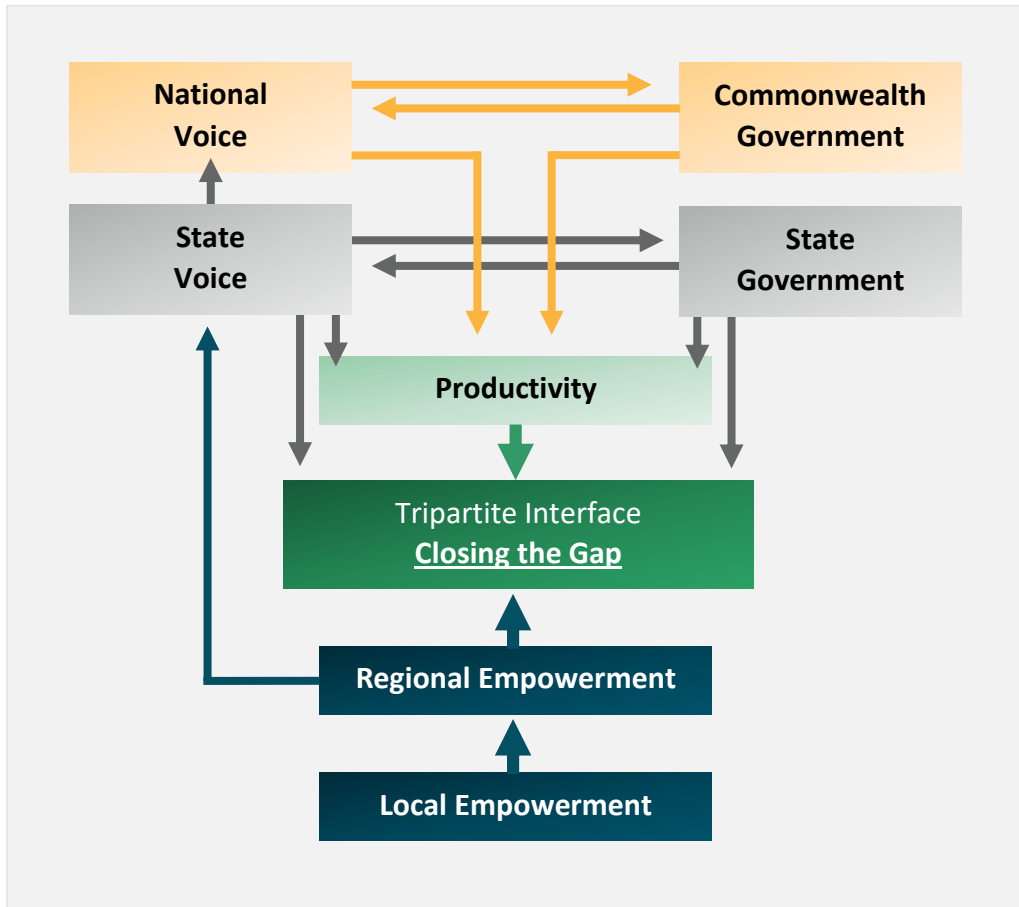 National
Voice
Commonwealth
Government
State
Voice
State
Government
Productivity
Tripartite Interface
Closing the Gap
Regional Empowerment
Local Empowerment